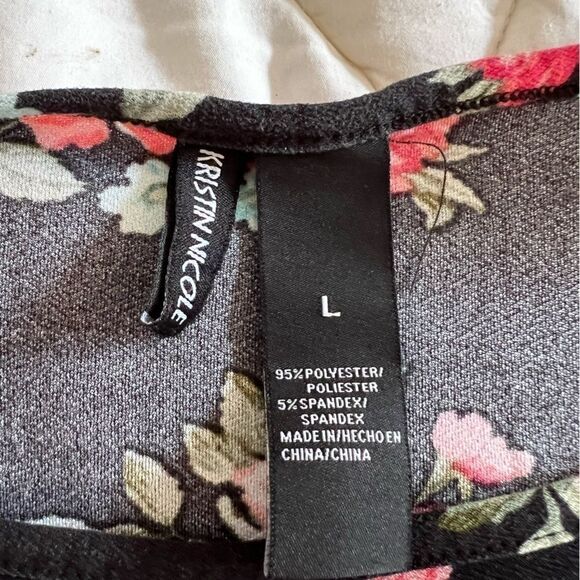 KRISTIN NICOLE
L
95% POLYESTER/
POLIESTER
5% SPANDEX/
SPANDEX
MADE IN/HECHO EN
CHINA/CHINA